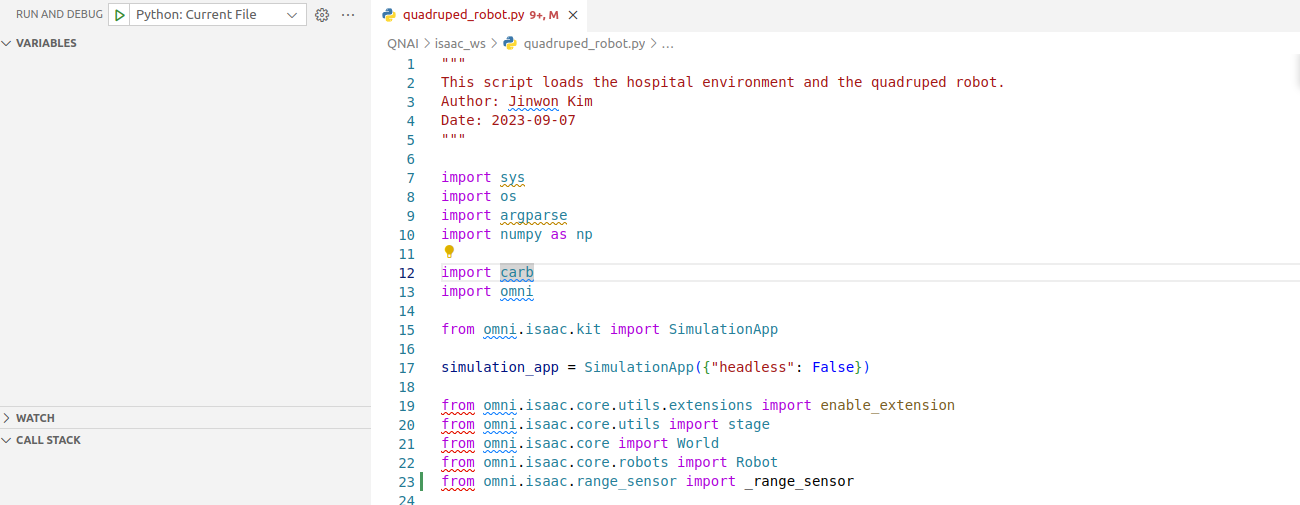 RUN AND DEBUG Python: Current File ...
VARIABLES
WATCH
CALL STACK
quadruped_robot.py 9+, M
QNAI > isaac_ws > quadruped_robot.py > ...
1 """
2 This script loads the hospital environment and the quadruped robot.
3 Author: Jinwon Kim
4 Date: 2023-09-07
5 """
6
7 import sys
8 import os
9 import argparse
10 import numpy as np
11
12 import carb
13 import omni
14
15 from omni.isaac.kit import SimulationApp
16
17 simulation_app = SimulationApp({"headless": False})
18
19 from omni.isaac.core.utils.extensions import enable_extension
20 from omni.isaac.core.utils import stage
21 from omni.isaac.core import World
22 from omni.isaac.core.robots import Robot
23 from omni.isaac.range_sensor import _range_sensor
24